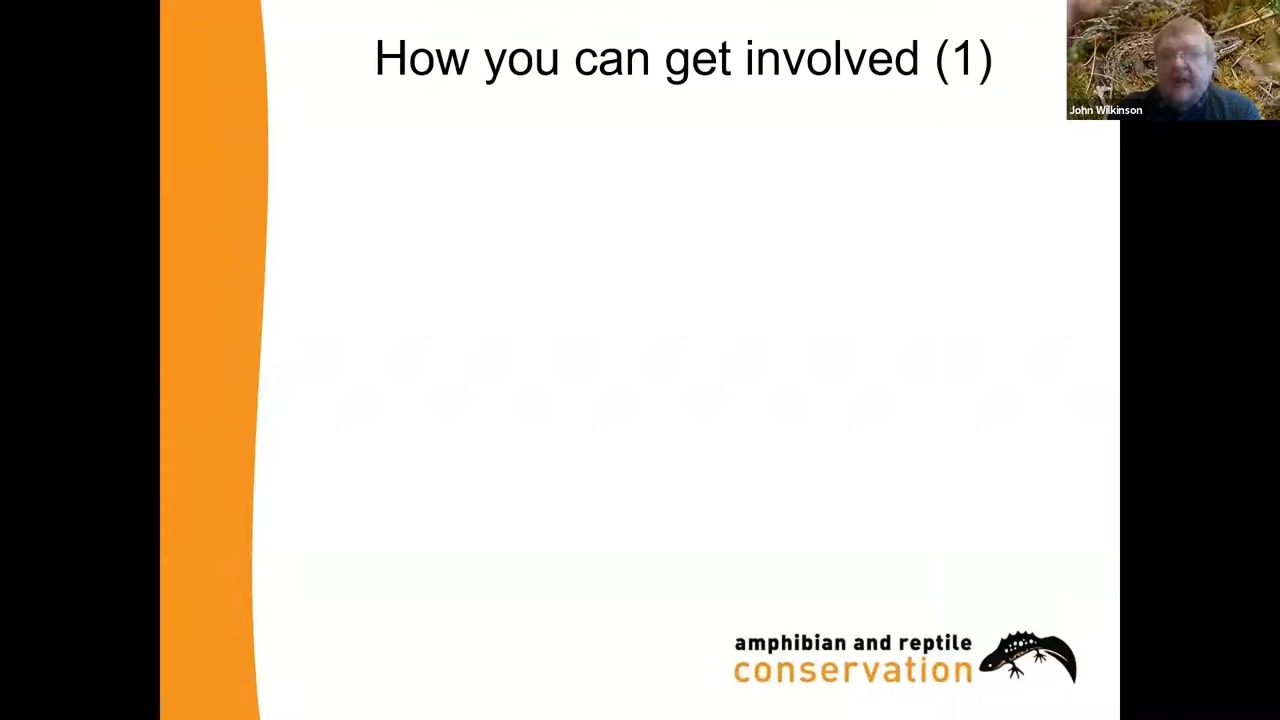 How you can get involved (1)
John Wilkinson
amphibian and reptile
conservation